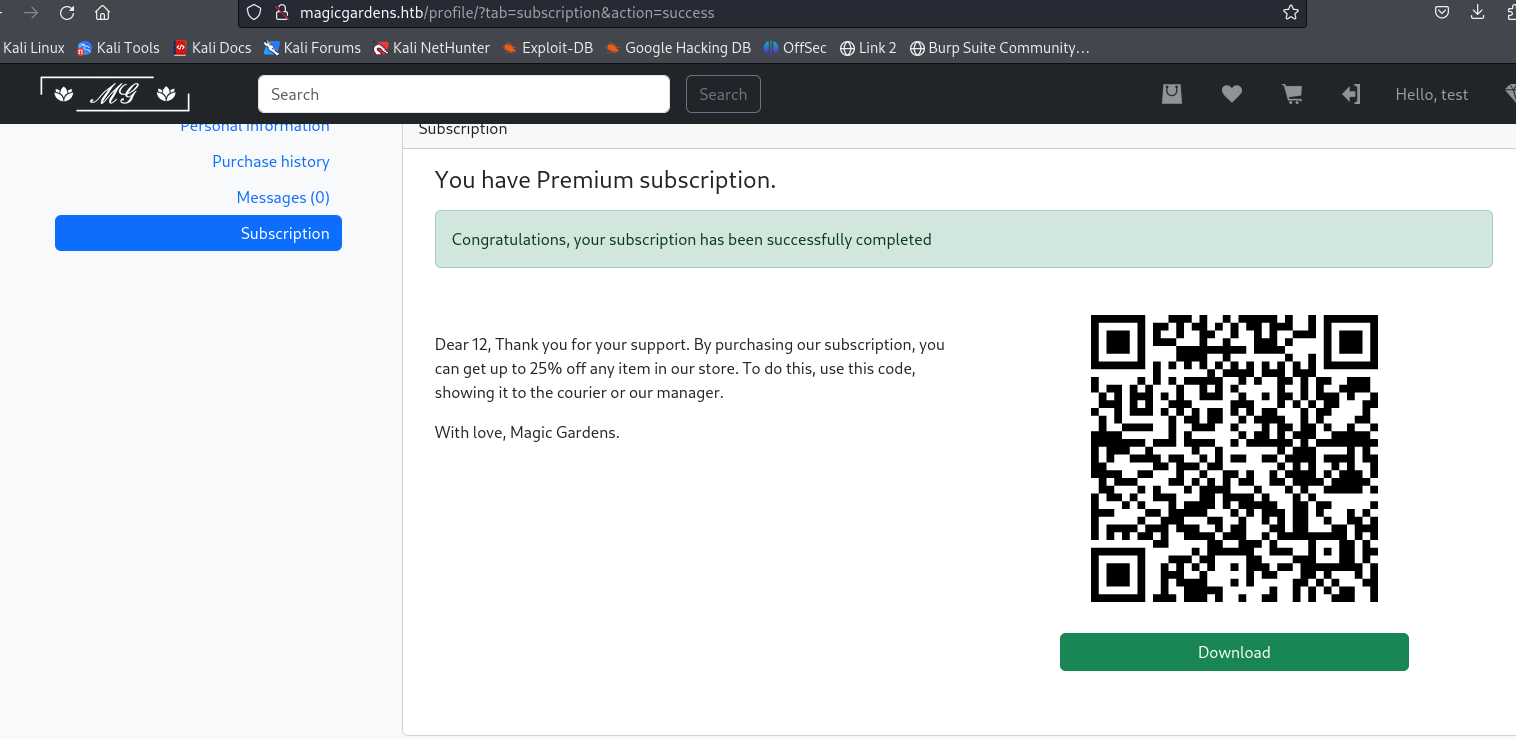 magicgardens.htb/profile/?tab=subscription&action=success
Kali Linux Kali Tools Kali Docs Kali Forums Kali NetHunter Exploit-DB Google Hacking DB OffSec Link 2 Burp Suite Community…
MG Search Search Hello, test
Personal information
Purchase history
Messages (0)
Subscription
Subscription
You have Premium subscription.
Congratulations, your subscription has been successfully completed
Dear 12, Thank you for your support. By purchasing our subscription, you
can get up to 25% off any item in our store. To do this, use this code,
showing it to the courier or our manager.
With love, Magic Gardens.
Download